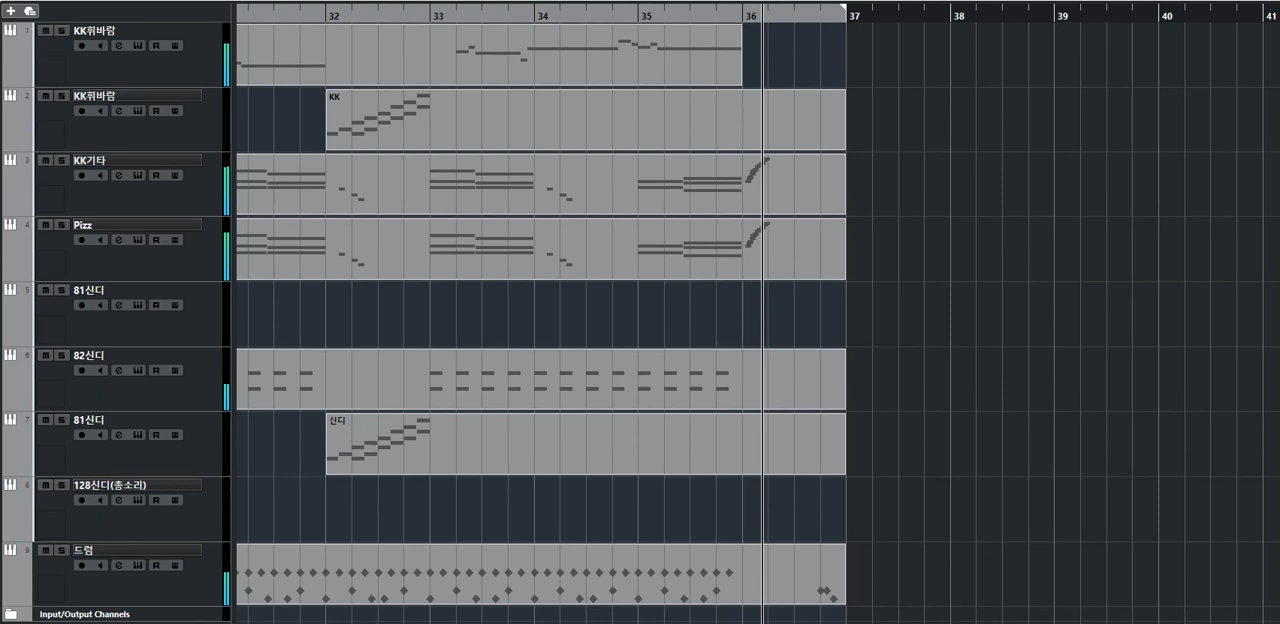 32 33 34 35 36 37 38 39 40 41
1 m S KK휘바람
e R W
2 m S KK휘바람
e R W
KK
3 m S KK기타
e R W
4 m S Pizz
e R W
5 m S 81신디
e R W
6 m S 82신디
e R W
7 m S 81신디
e R W
신디
8 m S 128신디(총소리)
e R W
9 m S 드럼
e R W
Input/Output Channels